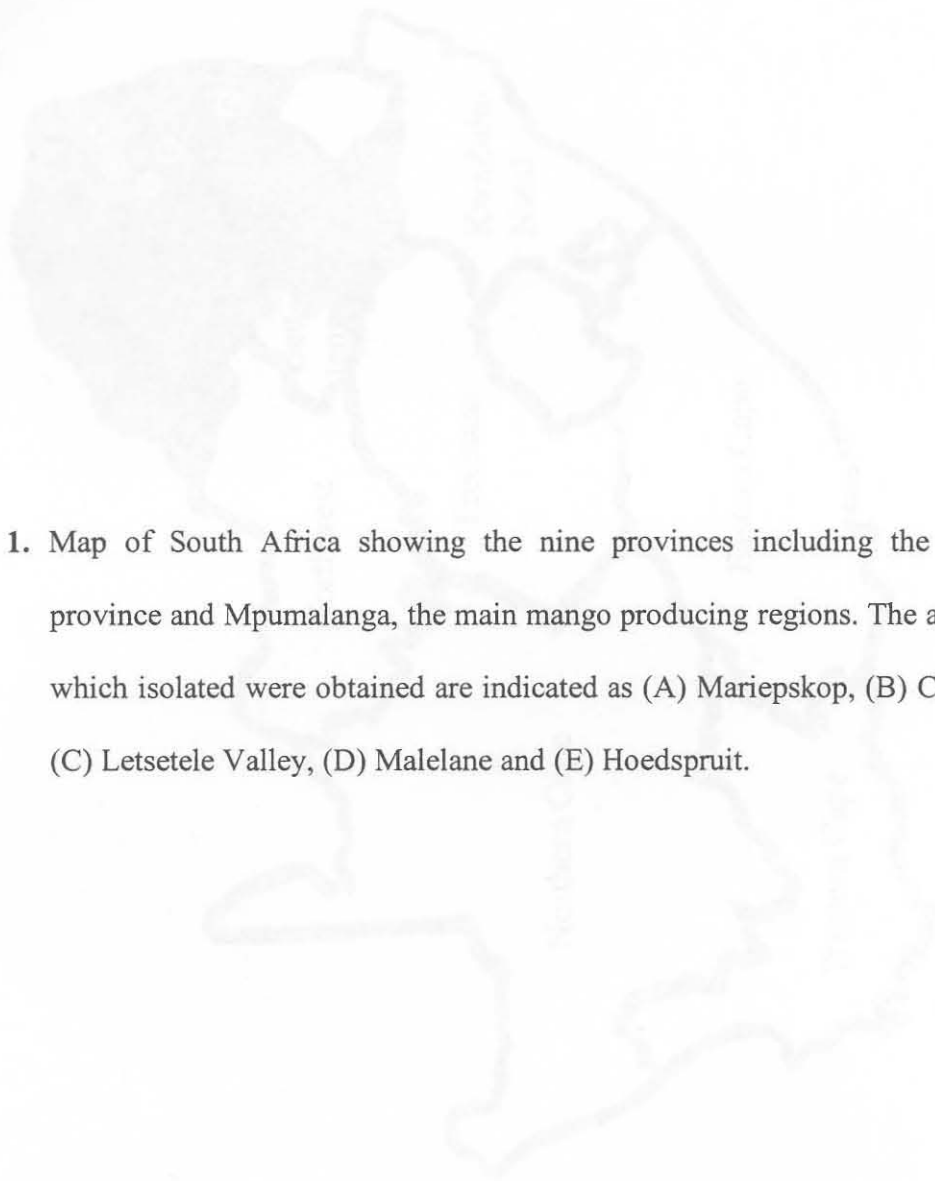 1. Map of South Africa showing the nine provinces including the
province and Mpumalanga, the main mango producing regions. The
which isolated were obtained are indicated as (A) Mariepskop, (B)
(C) Letsetele Valley, (D) Malelane and (E) Hoedspruit.